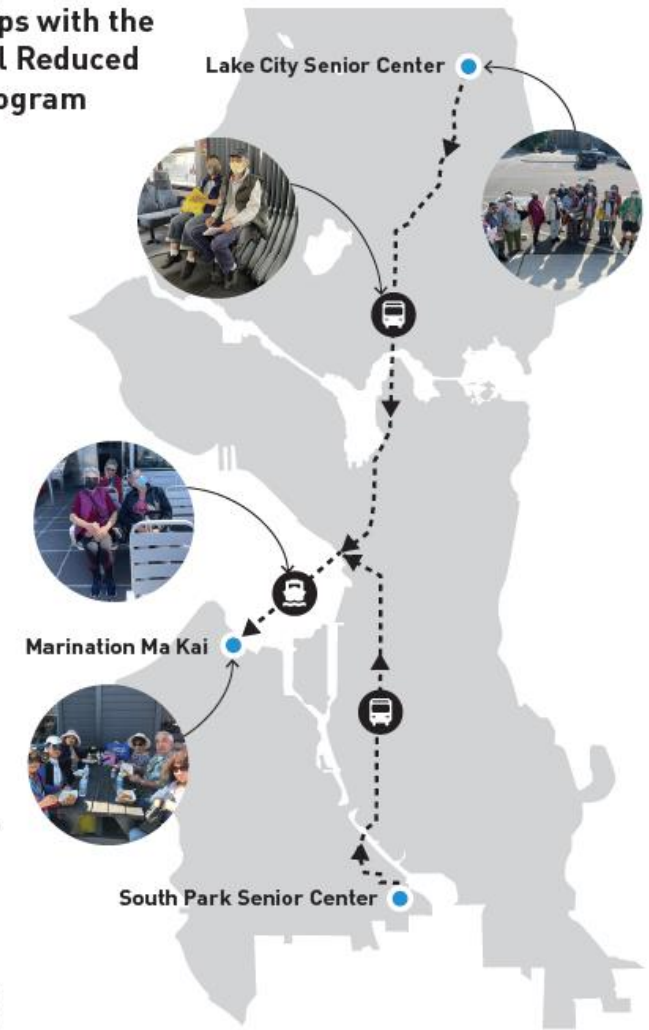 ps with the
l Reduced
ogram
Lake City Senior Center
Marination Ma Kai
South Park Senior Center